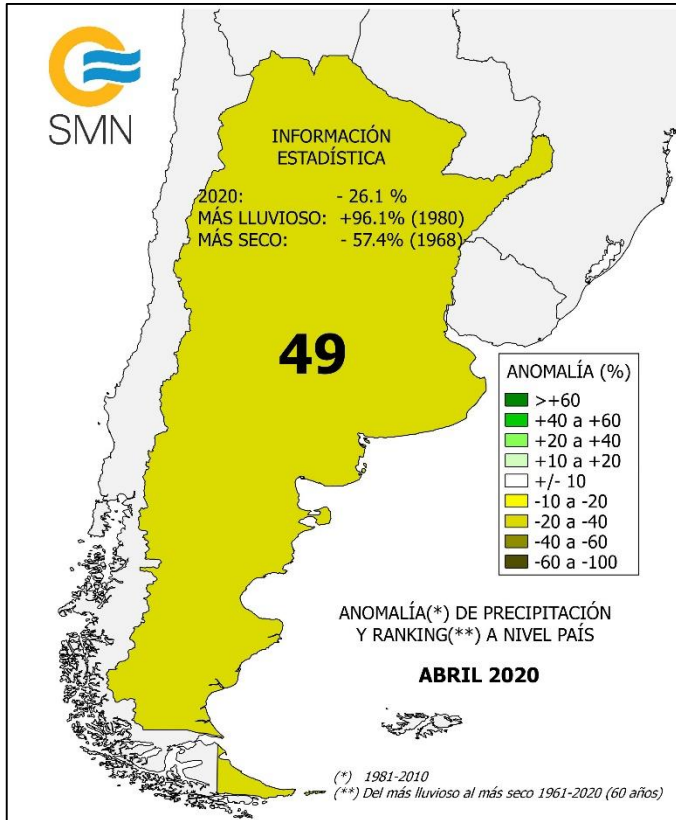 SMN
INFORMACIÓN
ESTADÍSTICA
2020: - 26.1 %
MÁS LLUVIOSO: +96.1% (1980)
MÁS SECO: - 57.4% (1968)
49
ANOMALÍA (%)
>+60
+40 a +60
+20 a +40
+10 a +20
+/- 10
-10 a -20
-20 a -40
-40 a -60
-60 a -100
ANOMALÍA(*) DE PRECIPITACIÓN
Y RANKING(**) A NIVEL PAÍS
ABRIL 2020
(*) 1981-2010
(**) Del más lluvioso al más seco 1961-2020 (60 años)